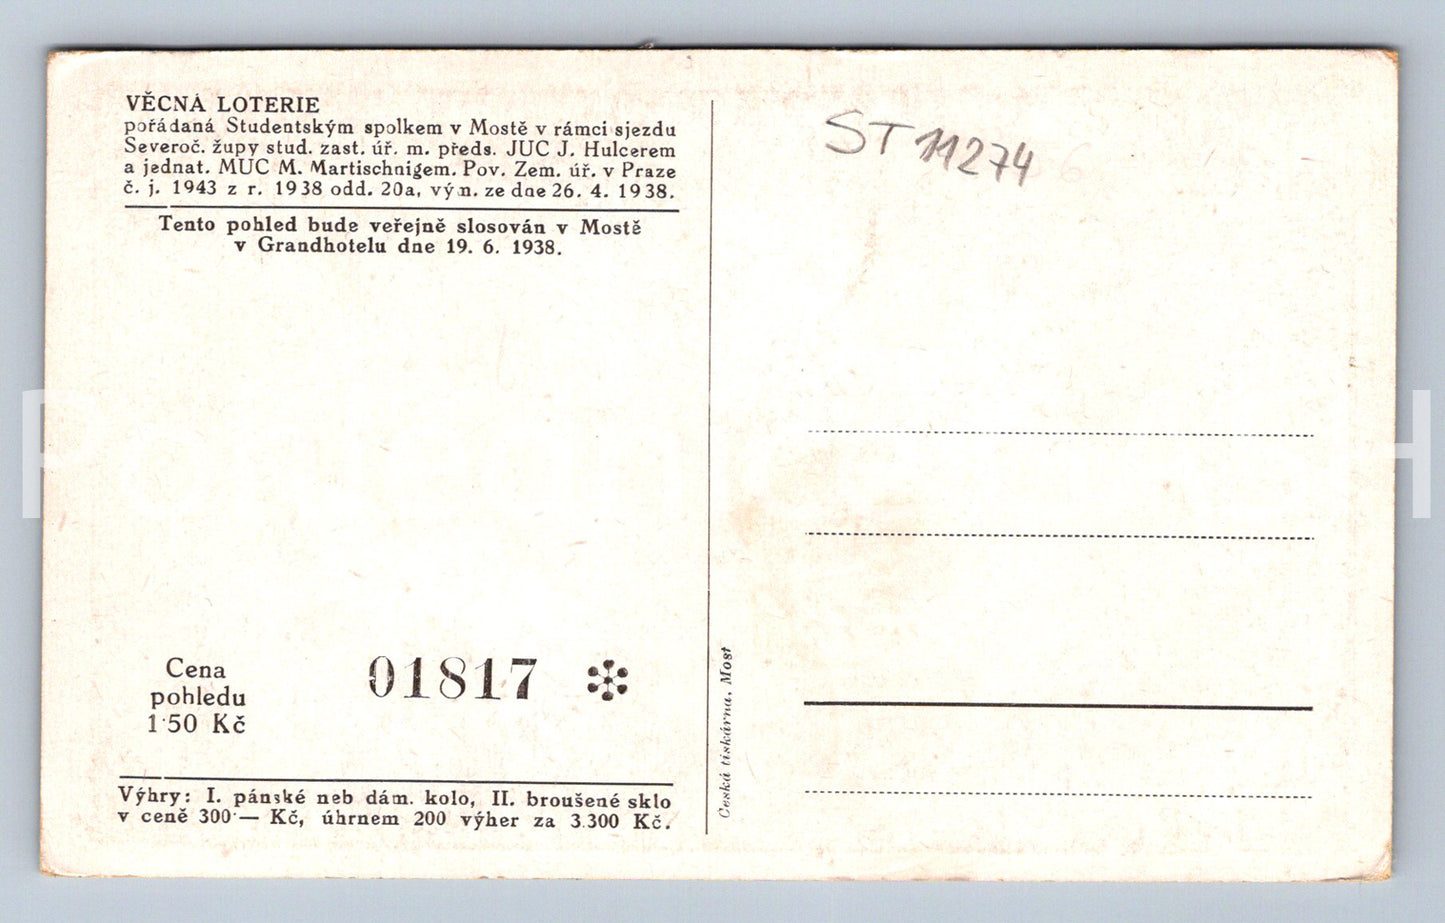 VĚCNÁ LOTERIE
pořádaná Studentským spolkem v Mostě v rámci sjezdu
Severoč. župy stud. zast. úř. m. předs. JUC J. Hulcerem
a jednat. MUC M. Martischnigem. Pov. Zem. úř. v Praze
č. j. 1943 z r. 1938 odd. 20a, vým. ze dne 26. 4. 1938.
Tento pohled bude veřejně slosován v Mostě
v Grandhotelu dne 19. 6. 1938.
Cena
pohledu
1·50 Kč
01817
Výhry: I. pánské neb dám. kolo, II. broušené sklo
v ceně 300·— Kč, úhrnem 200 výher za 3.300 Kč.
Česká tiskárna, Most
ST 11274